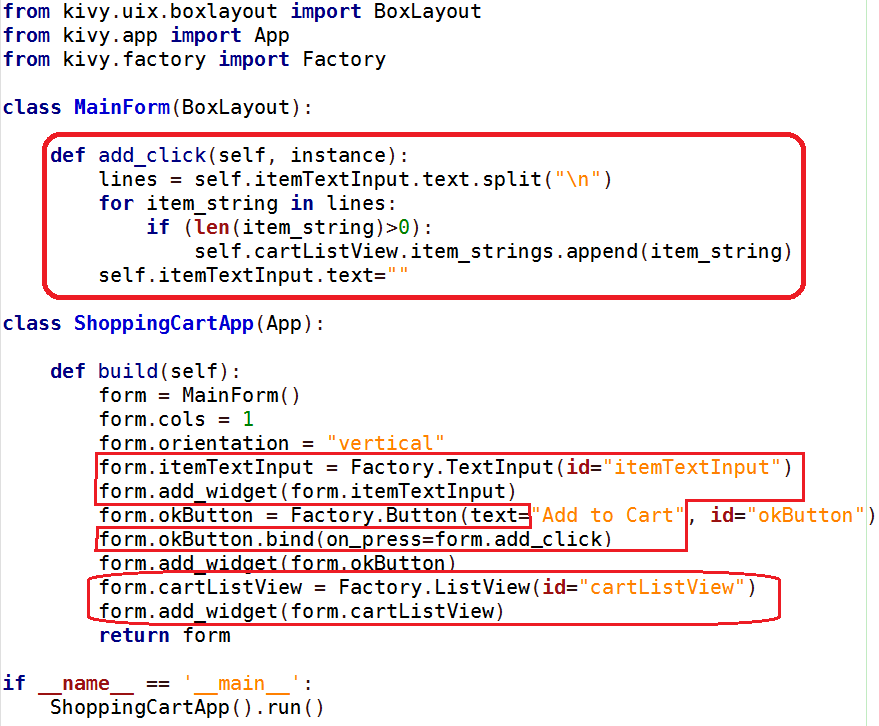 from kivy.uix.boxlayout import BoxLayout
from kivy.app import App
from kivy.factory import Factory

class MainForm(BoxLayout):

    def add_click(self, instance):
        lines = self.itemTextInput.text.split("\n")
        for item_string in lines:
            if (len(item_string)>0):
                self.cartListView.item_strings.append(item_string)
        self.itemTextInput.text=""

class ShoppingCartApp(App):

    def build(self):
        form = MainForm()
        form.cols = 1
        form.orientation = "vertical"
        form.itemTextInput = Factory.TextInput(id="itemTextInput")
        form.add_widget(form.itemTextInput)
        form.okButton = Factory.Button(text="Add to Cart", id="okButton")
        form.okButton.bind(on_press=form.add_click)
        form.add_widget(form.okButton)
        form.cartListView = Factory.ListView(id="cartListView")
        form.add_widget(form.cartListView)
        return form

if __name__ == '__main__':
    ShoppingCartApp().run()